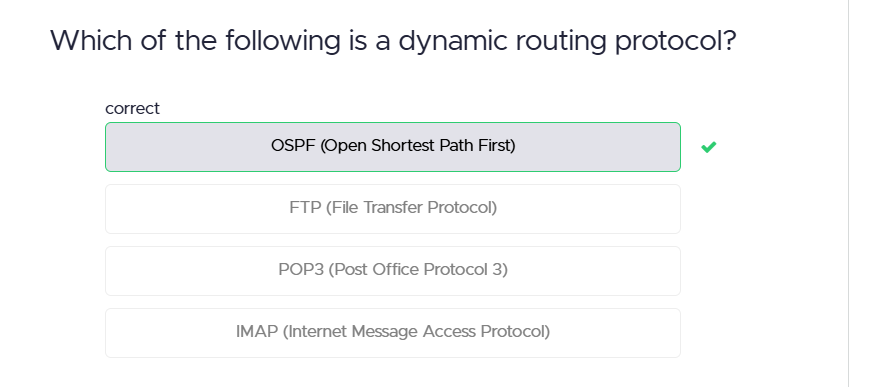 Which of the following is a dynamic routing protocol?
correct
OSPF (Open Shortest Path First)
FTP (File Transfer Protocol)
POP3 (Post Office Protocol 3)
IMAP (Internet Message Access Protocol)